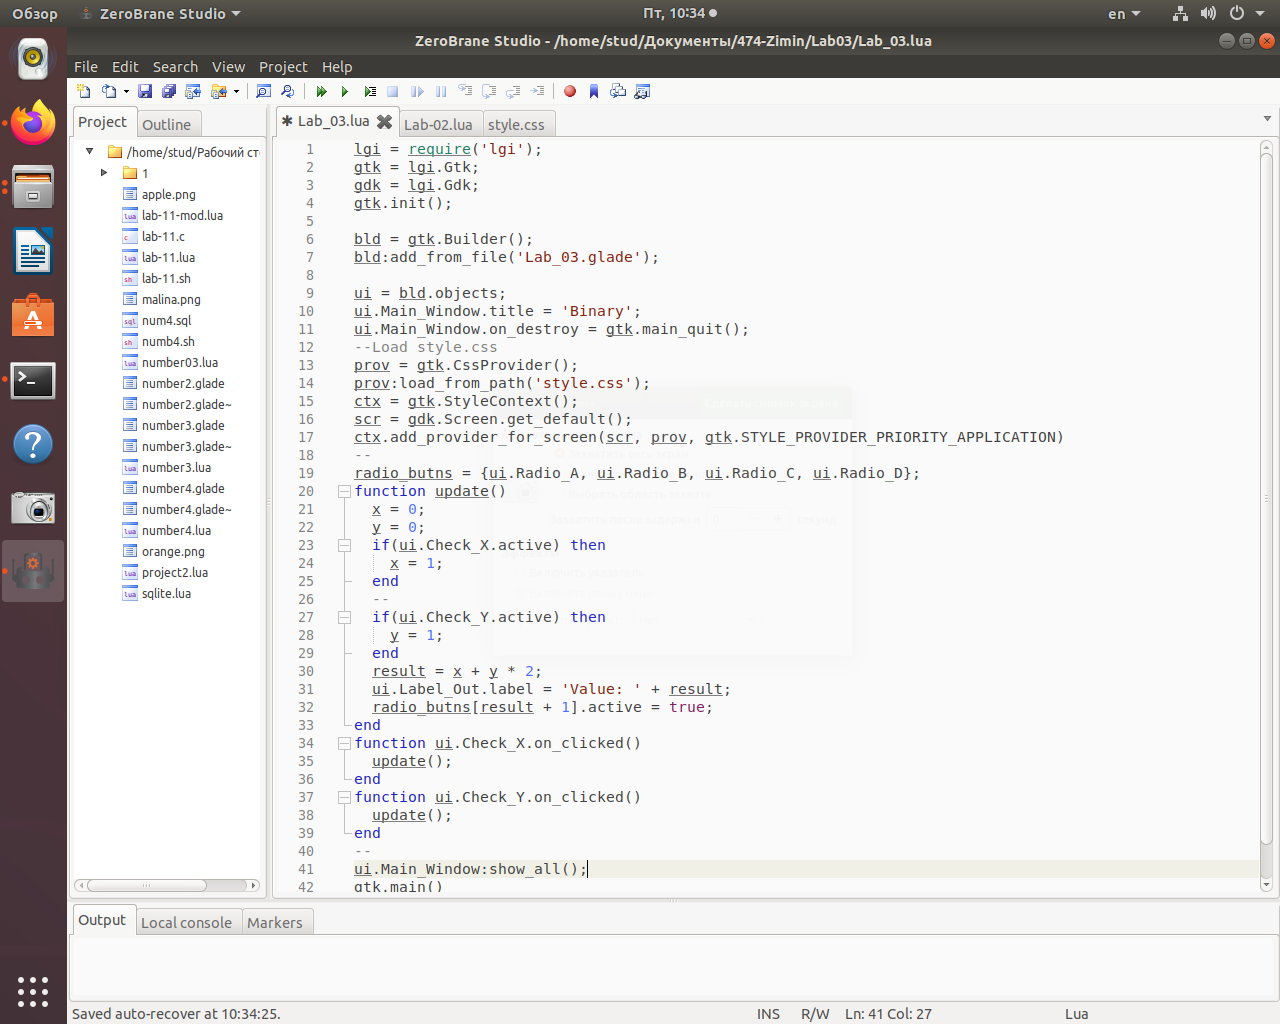 Обзор ZeroBrane Studio Пт, 10:34 en
ZeroBrane Studio - /home/stud/Документы/474-Zimin/Lab03/Lab_03.lua
File Edit Search View Project Help
Project Outline
/home/stud/Рабочий ст
1
apple.png
lab-11-mod.lua
lab-11.c
lab-11.lua
lab-11.sh
malina.png
num4.sql
numb4.sh
number03.lua
number2.glade
number2.glade~
number3.glade
number3.glade~
number3.lua
number4.glade
number4.glade~
number4.lua
orange.png
project2.lua
sqlite.lua
✱ Lab_03.lua Lab-02.lua style.css
1 lgi = require('lgi');
2 gtk = lgi.Gtk;
3 gdk = lgi.Gdk;
4 gtk.init();
5
6 bld = gtk.Builder();
7 bld:add_from_file('Lab_03.glade');
8
9 ui = bld.objects;
10 ui.Main_Window.title = 'Binary';
11 ui.Main_Window.on_destroy = gtk.main_quit();
12 --Load style.css
13 prov = gtk.CssProvider();
14 prov:load_from_path('style.css');
15 ctx = gtk.StyleContext();
16 scr = gdk.Screen.get_default();
17 ctx.add_provider_for_screen(scr, prov, gtk.STYLE_PROVIDER_PRIORITY_APPLICATION)
18 --
19 radio_butns = {ui.Radio_A, ui.Radio_B, ui.Radio_C, ui.Radio_D};
20 function update()
21 x = 0;
22 y = 0;
23 if(ui.Check_X.active) then
24 x = 1;
25 end
26 --
27 if(ui.Check_Y.active) then
28 y = 1;
29 end
30 result = x + y * 2;
31 ui.Label_Out.label = 'Value: ' + result;
32 radio_butns[result + 1].active = true;
33 end
34 function ui.Check_X.on_clicked()
35 update();
36 end
37 function ui.Check_Y.on_clicked()
38 update();
39 end
40 --
41 ui.Main_Window:show_all();
42 gtk.main()
Output Local console Markers
Saved auto-recover at 10:34:25. INS R/W Ln: 41 Col: 27 Lua